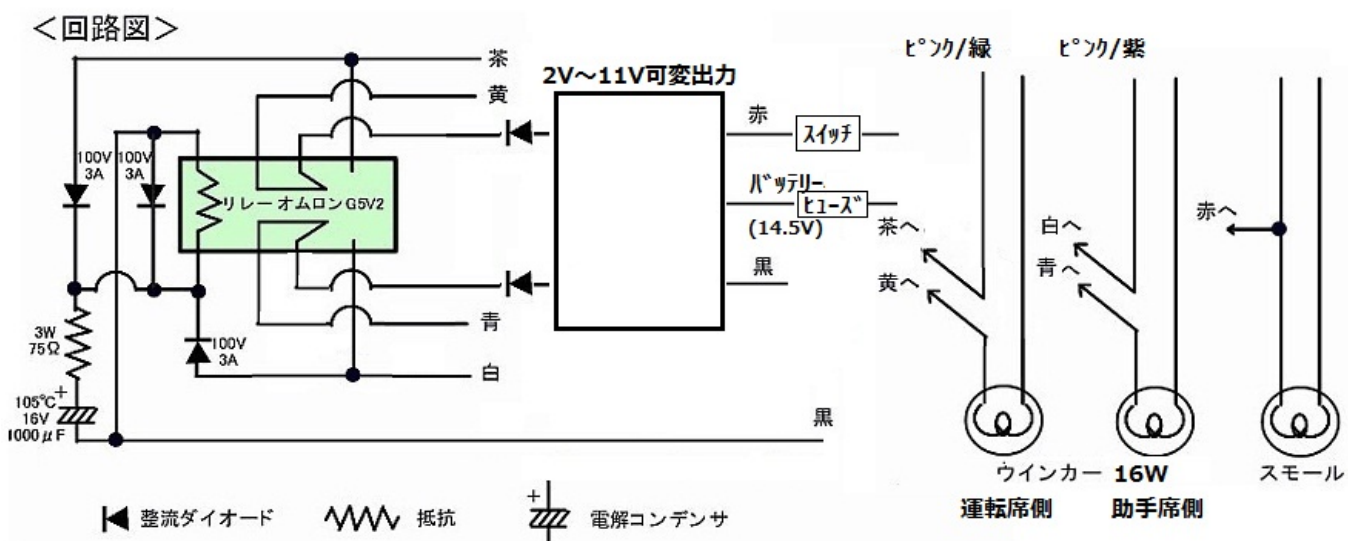 <回路図>
茶
黄
2V～11V可変出力
赤
スイッチ
ﾊﾞｯﾃﾘｰ
ﾋｭｰｽﾞ
(14.5V)
黒
100V
3A
100V
3A
リレー オムロン G5V2
青
100V
3A
白
3W
75Ω
+
105℃
16V
1000μF
黒
ﾋﾟﾝｸ/緑
ﾋﾟﾝｸ/紫
茶へ
黄へ
白へ
青へ
赤へ
ウインカー 16W
スモール
運転席側
助手席側
整流ダイオード
抵抗
+
電解コンデンサ